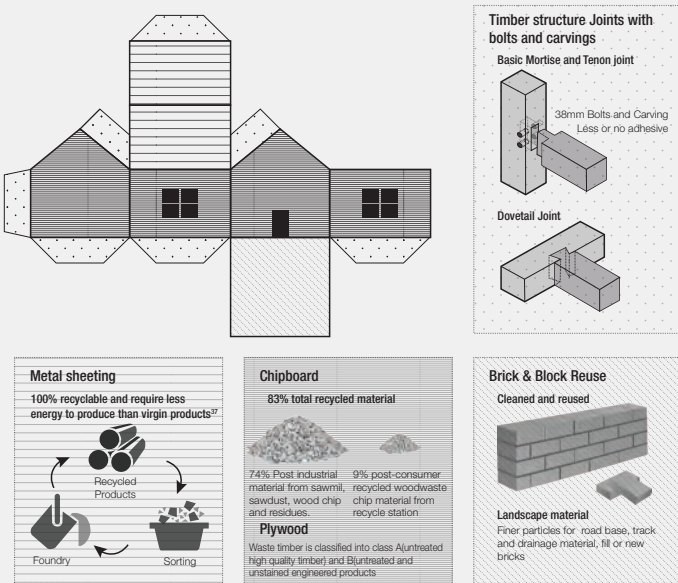 Timber structure Joints with
bolts and carvings
Basic Mortise and Tenon joint
38mm Bolts and Carving
Less or no adhesive
Dovetail Joint
Metal sheeting
100% recyclable and require less
energy to produce than virgin products37
Recycled
Products
Foundry
Sorting
Chipboard
83% total recycled material
74% Post industrial
material from sawmil,
sawdust, wood chip
and residues.
9% post-consumer
recycled woodwaste
chip material from
recycle station
Plywood
Waste timber is classified into class A(untreated
high quality timber) and B(untreated and
unstained engineered products
Brick & Block Reuse
Cleaned and reused
Landscape material
Finer particles for road base, track
and drainage material, fill or new
bricks